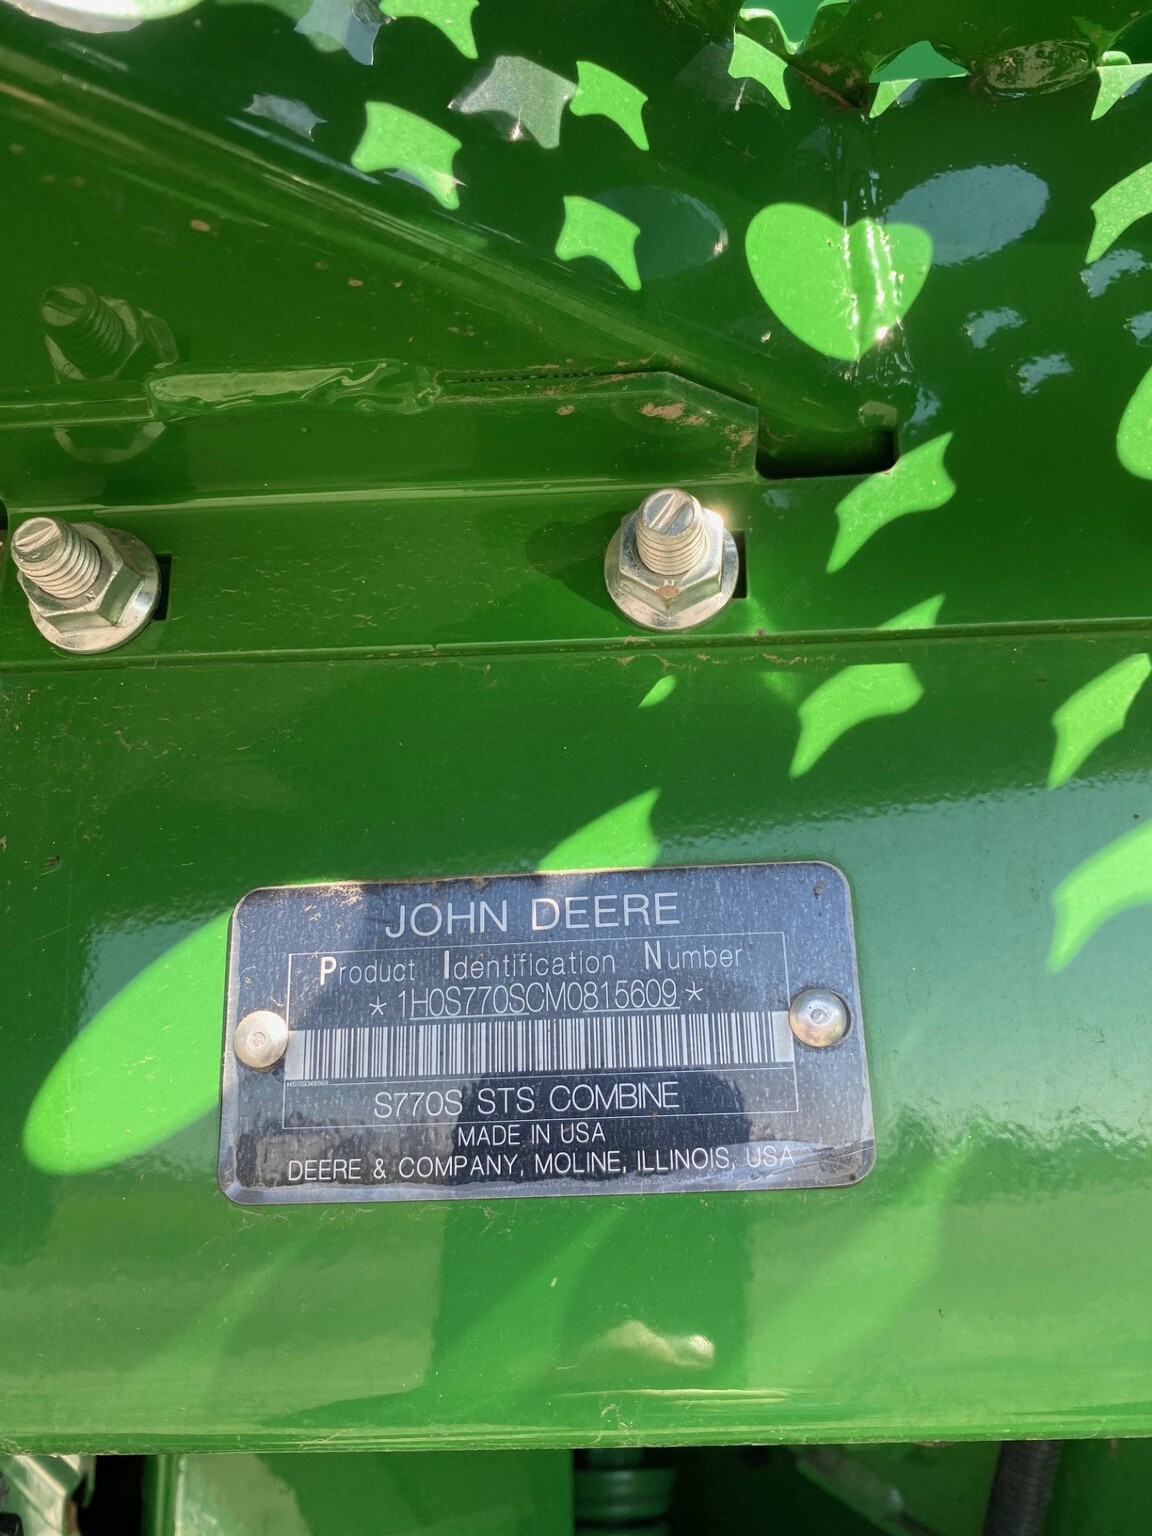 JOHN DEERE
Product Identification Number
*1H0S770SCM0815609*
S770S STS COMBINE
MADE IN USA
DEERE & COMPANY, MOLINE, ILLINOIS, USA